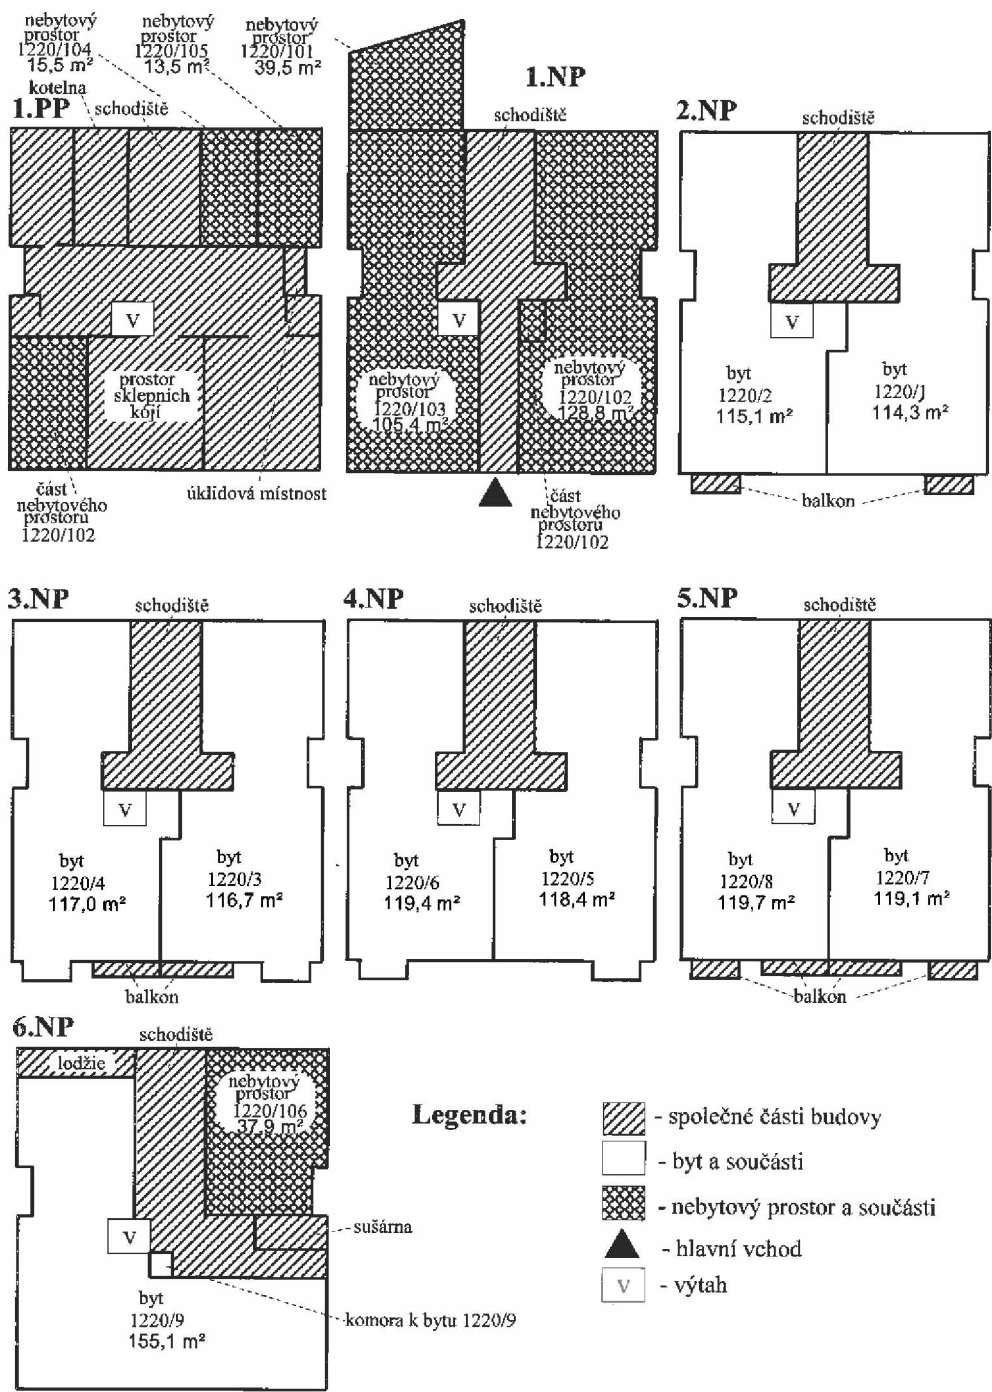 nebytový
prostor
1220/104
15,5 m²
nebytový
prostor
1220/105
13,5 m²
nebytový
prostor
1220/101
39,5 m²
kotelna
1.PP
schodiště
V
prostor
sklepních
kójí
část
nebytového
prostorů
1220/102
úklidová místnost
1.NP
schodiště
V
nebytový
prostor
1220/103
105,4 m²
nebytový
prostor
1220/102
128,8 m²
část
nebytového
prostorů
1220/102
2.NP
schodiště
V
byt
1220/2
115,1 m²
byt
1220/1
114,3 m²
balkon
3.NP
schodiště
V
byt
1220/4
117,0 m²
byt
1220/3
116,7 m²
balkon
4.NP
schodiště
V
byt
1220/6
119,4 m²
byt
1220/5
118,4 m²
5.NP
schodiště
V
byt
1220/8
119,7 m²
byt
1220/7
119,1 m²
balkon
6.NP
schodiště
lodžie
nebytový
prostor
1220/106
37,9 m²
V
sušárna
komora k bytu 1220/9
byt
1220/9
155,1 m²
Legenda:
- společné části budovy
- byt a součásti
- nebytový prostor a součásti
- hlavní vchod
V - výtah